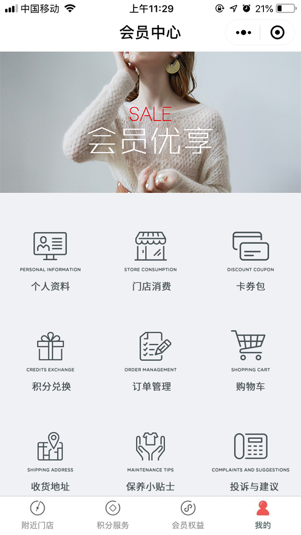 中国移动
上午11:29
21%
会员中心
SALE
会员优享
PERSONAL INFORMATION
STORE CONSUMPTION
DISCOUNT COUPON
个人资料
门店消费
卡券包
CREDITS EXCHANGE
ORDER MANAGEMENT
SHOPPING CART
积分兑换
订单管理
购物车
SHIPPING ADDRESS
MAINTENANCE TIPS
COMPLAINTS AND SUGGESTIONS
收货地址
保养小贴士
投诉与建议
附近门店
积分服务
会员权益
我的